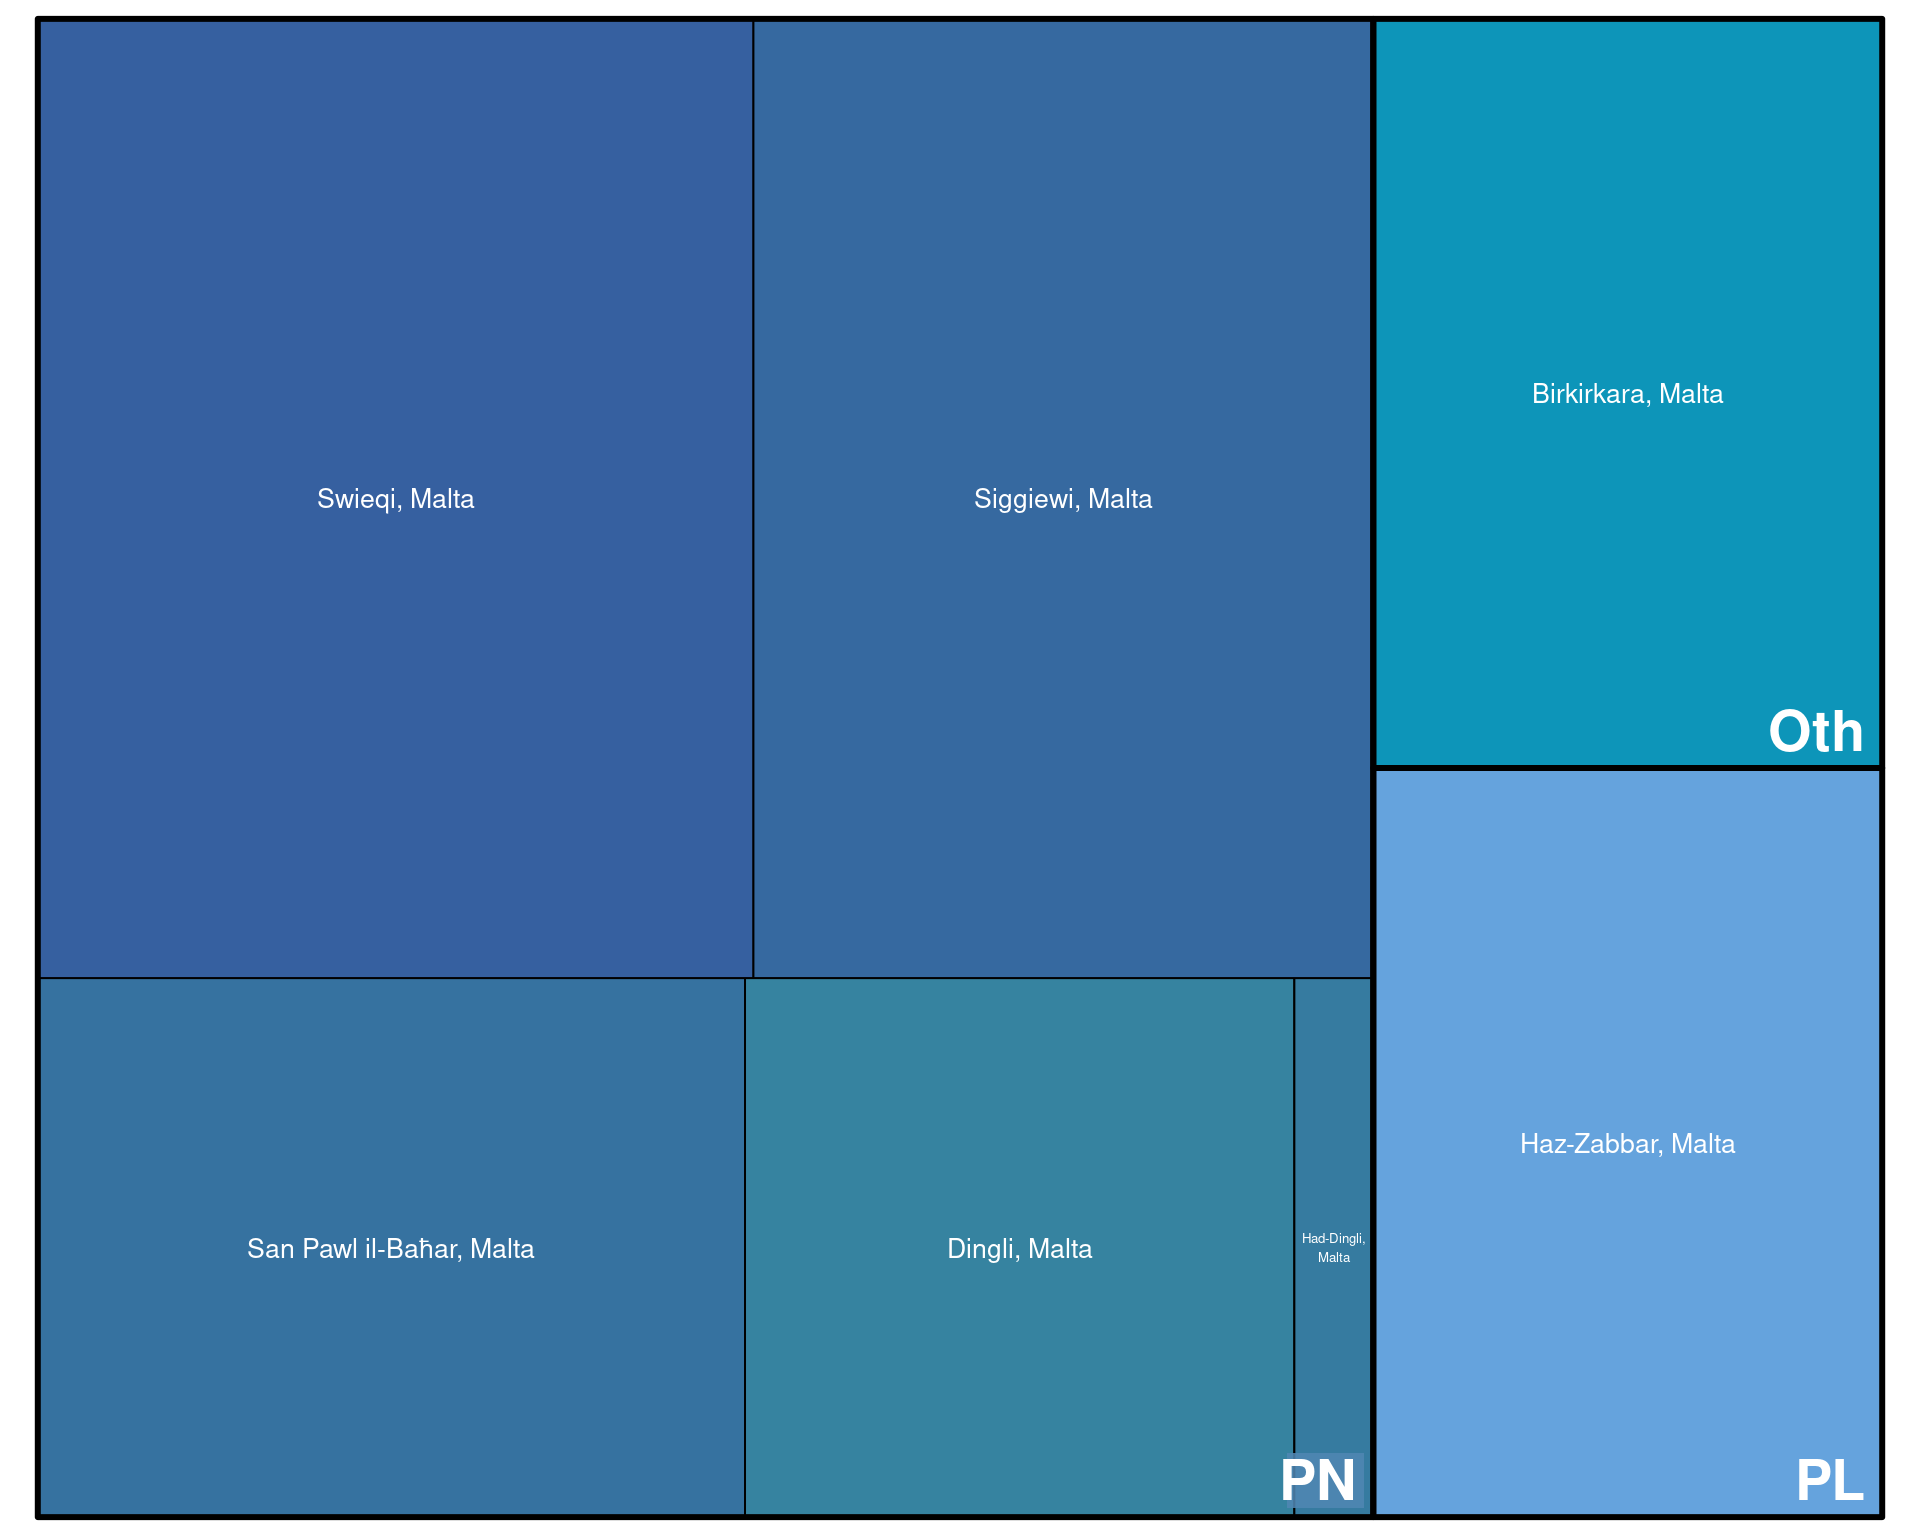 Swieqi, Malta
Siggiewi, Malta
Birkirkara, Malta
Oth
Haz-Zabbar, Malta
San Pawl il-Baħar, Malta
Dingli, Malta
Had-Dingli,
Malta
PN
PL